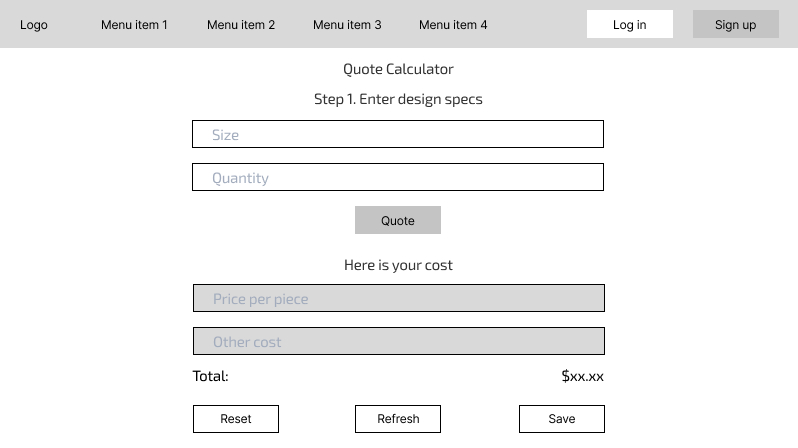 Logo Menu item 1 Menu item 2 Menu item 3 Menu item 4 Log in Sign up
Quote Calculator
Step 1. Enter design specs
Size
Quantity
Quote
Here is your cost
Price per piece
Other cost
Total: $xx.xx
Reset Refresh Save